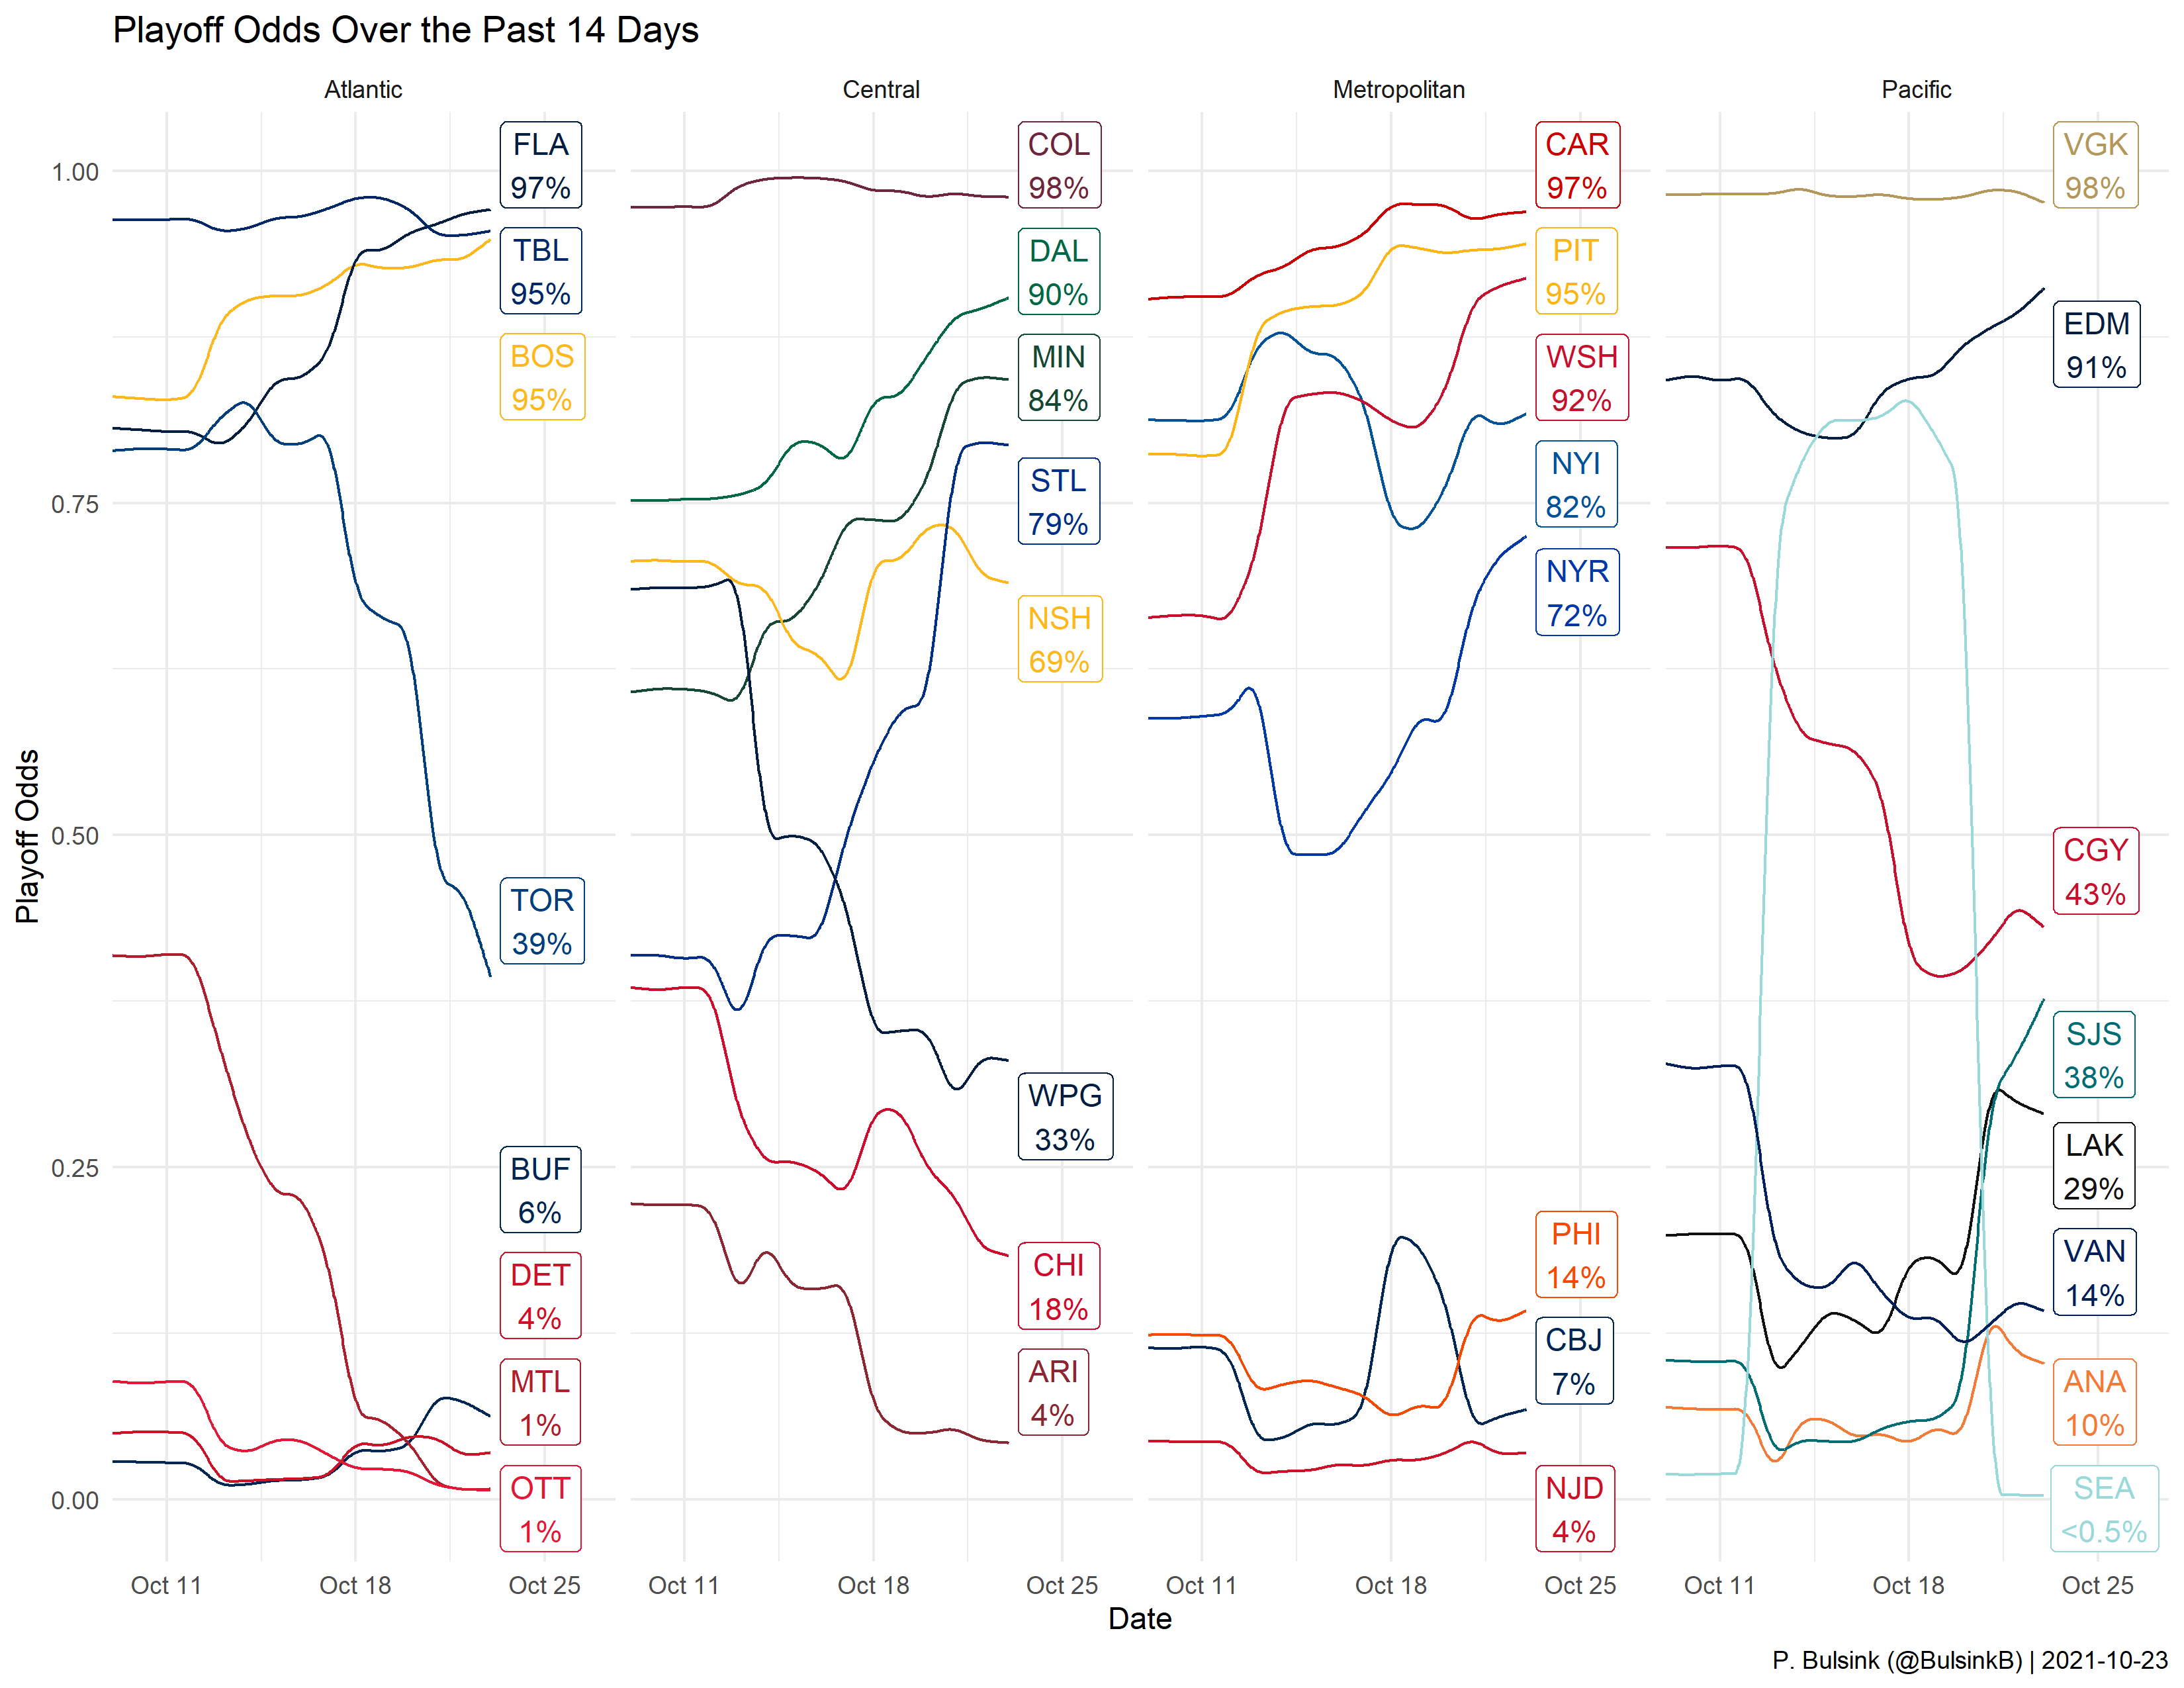 Playoff Odds Over the Past 14 Days
Atlantic
Central
Metropolitan
Pacific
Playoff Odds
1.00
0.75
0.50
0.25
0.00
FLA
97%
TBL
95%
BOS
95%
TOR
39%
BUF
6%
DET
4%
MTL
1%
OTT
1%
COL
98%
DAL
90%
MIN
84%
STL
79%
NSH
69%
WPG
33%
CHI
18%
ARI
4%
CAR
97%
PIT
95%
WSH
92%
NYI
82%
NYR
72%
PHI
14%
CBJ
7%
NJD
4%
VGK
98%
EDM
91%
CGY
43%
SJS
38%
LAK
29%
VAN
14%
ANA
10%
SEA
<0.5%
Oct 11
Oct 18
Oct 25
Oct 11
Oct 18
Oct 25
Oct 11
Oct 18
Oct 25
Oct 11
Oct 18
Oct 25
Date
P. Bulsink (@BulsinkB) | 2021-10-23